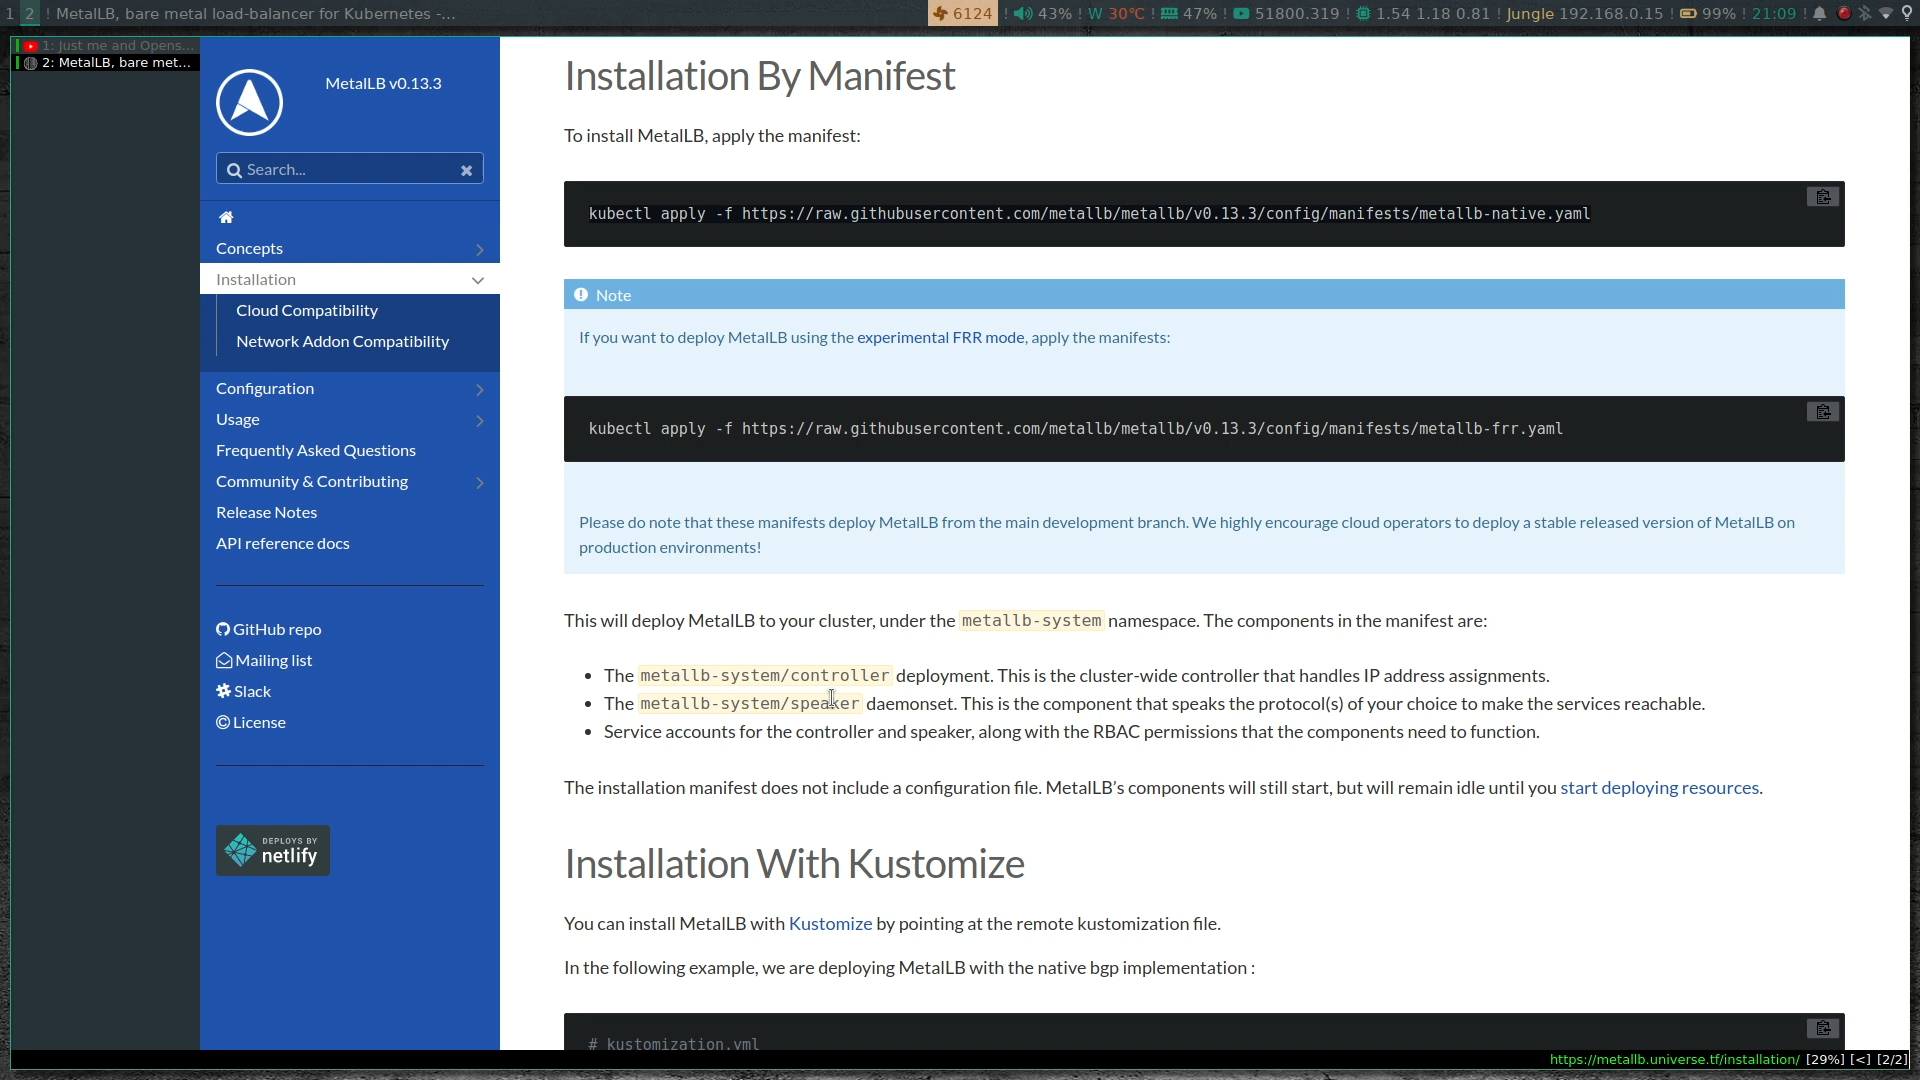 1 2 ! MetalLB, bare metal load-balancer for Kubernetes -...
6124 ! 43% ! W 30℃ ! 47% ! 51800.319 ! 1.54 1.18 0.81 ! Jungle 192.168.0.15 ! 99% ! 21:09 !
1: Just me and Opens...
2: MetalLB, bare met...
MetalLB v0.13.3
Search...
Concepts
Installation
Cloud Compatibility
Network Addon Compatibility
Configuration
Usage
Frequently Asked Questions
Community & Contributing
Release Notes
API reference docs
GitHub repo
Mailing list
Slack
License
DEPLOYS BY
netlify
Installation By Manifest
To install MetalLB, apply the manifest:
kubectl apply -f https://raw.githubusercontent.com/metallb/metallb/v0.13.3/config/manifests/metallb-native.yaml
Note
If you want to deploy MetalLB using the experimental FRR mode, apply the manifests:
kubectl apply -f https://raw.githubusercontent.com/metallb/metallb/v0.13.3/config/manifests/metallb-frr.yaml
Please do note that these manifests deploy MetalLB from the main development branch. We highly encourage cloud operators to deploy a stable released version of MetalLB on
production environments!
This will deploy MetalLB to your cluster, under the metallb-system namespace. The components in the manifest are:
• The metallb-system/controller deployment. This is the cluster-wide controller that handles IP address assignments.
• The metallb-system/speaker daemonset. This is the component that speaks the protocol(s) of your choice to make the services reachable.
• Service accounts for the controller and speaker, along with the RBAC permissions that the components need to function.
The installation manifest does not include a configuration file. MetalLB’s components will still start, but will remain idle until you start deploying resources.
Installation With Kustomize
You can install MetalLB with Kustomize by pointing at the remote kustomization file.
In the following example, we are deploying MetalLB with the native bgp implementation :
# kustomization.yml
https://metallb.universe.tf/installation/ [29%] [<] [2/2]